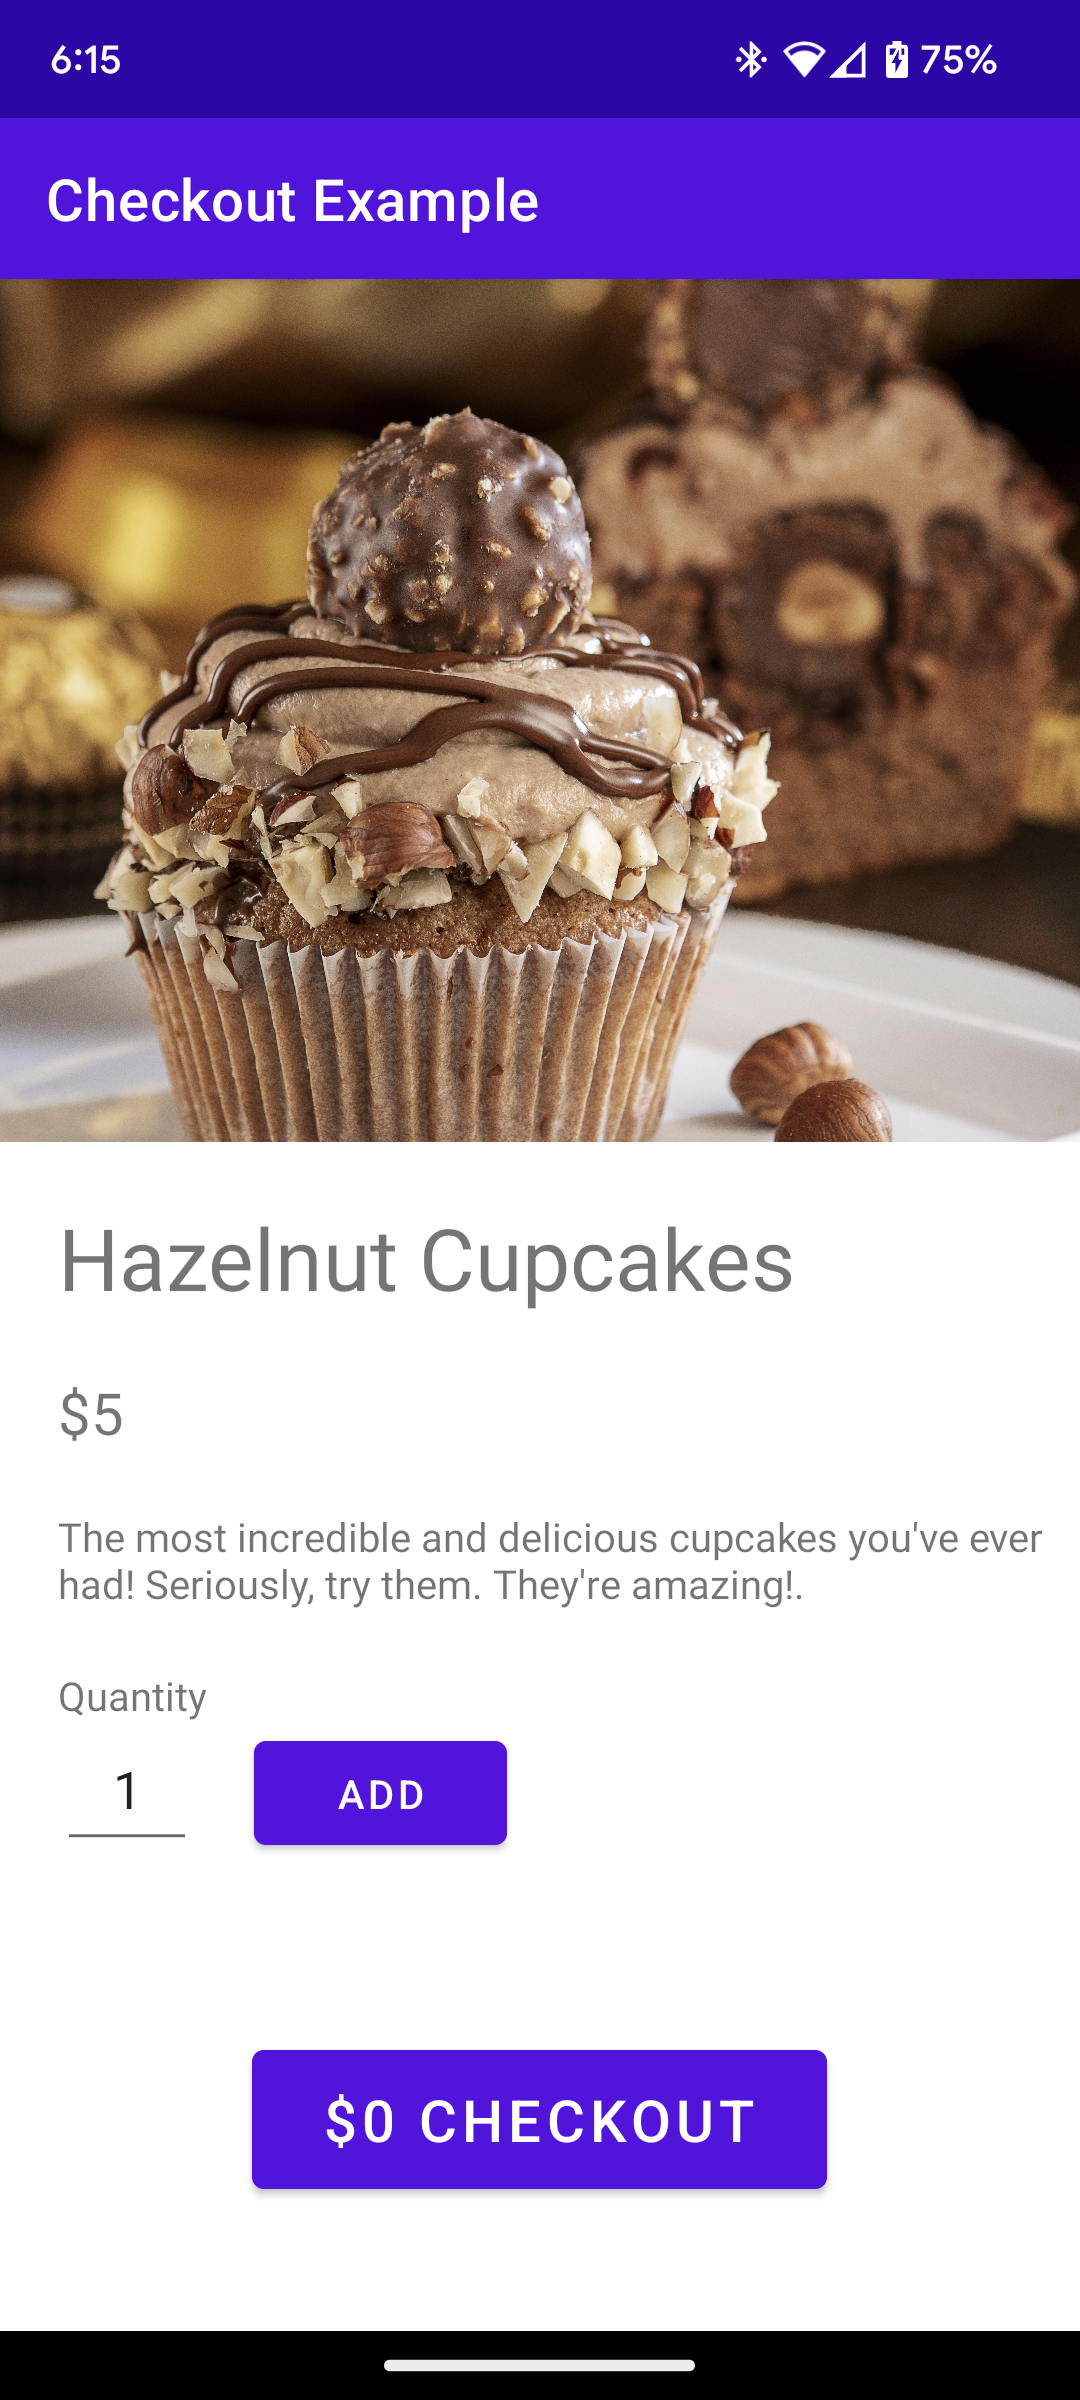 6:15 75%
Checkout Example
Hazelnut Cupcakes
$5
The most incredible and delicious cupcakes you've ever
had! Seriously, try them. They're amazing!.
Quantity
1 ADD
$0 CHECKOUT